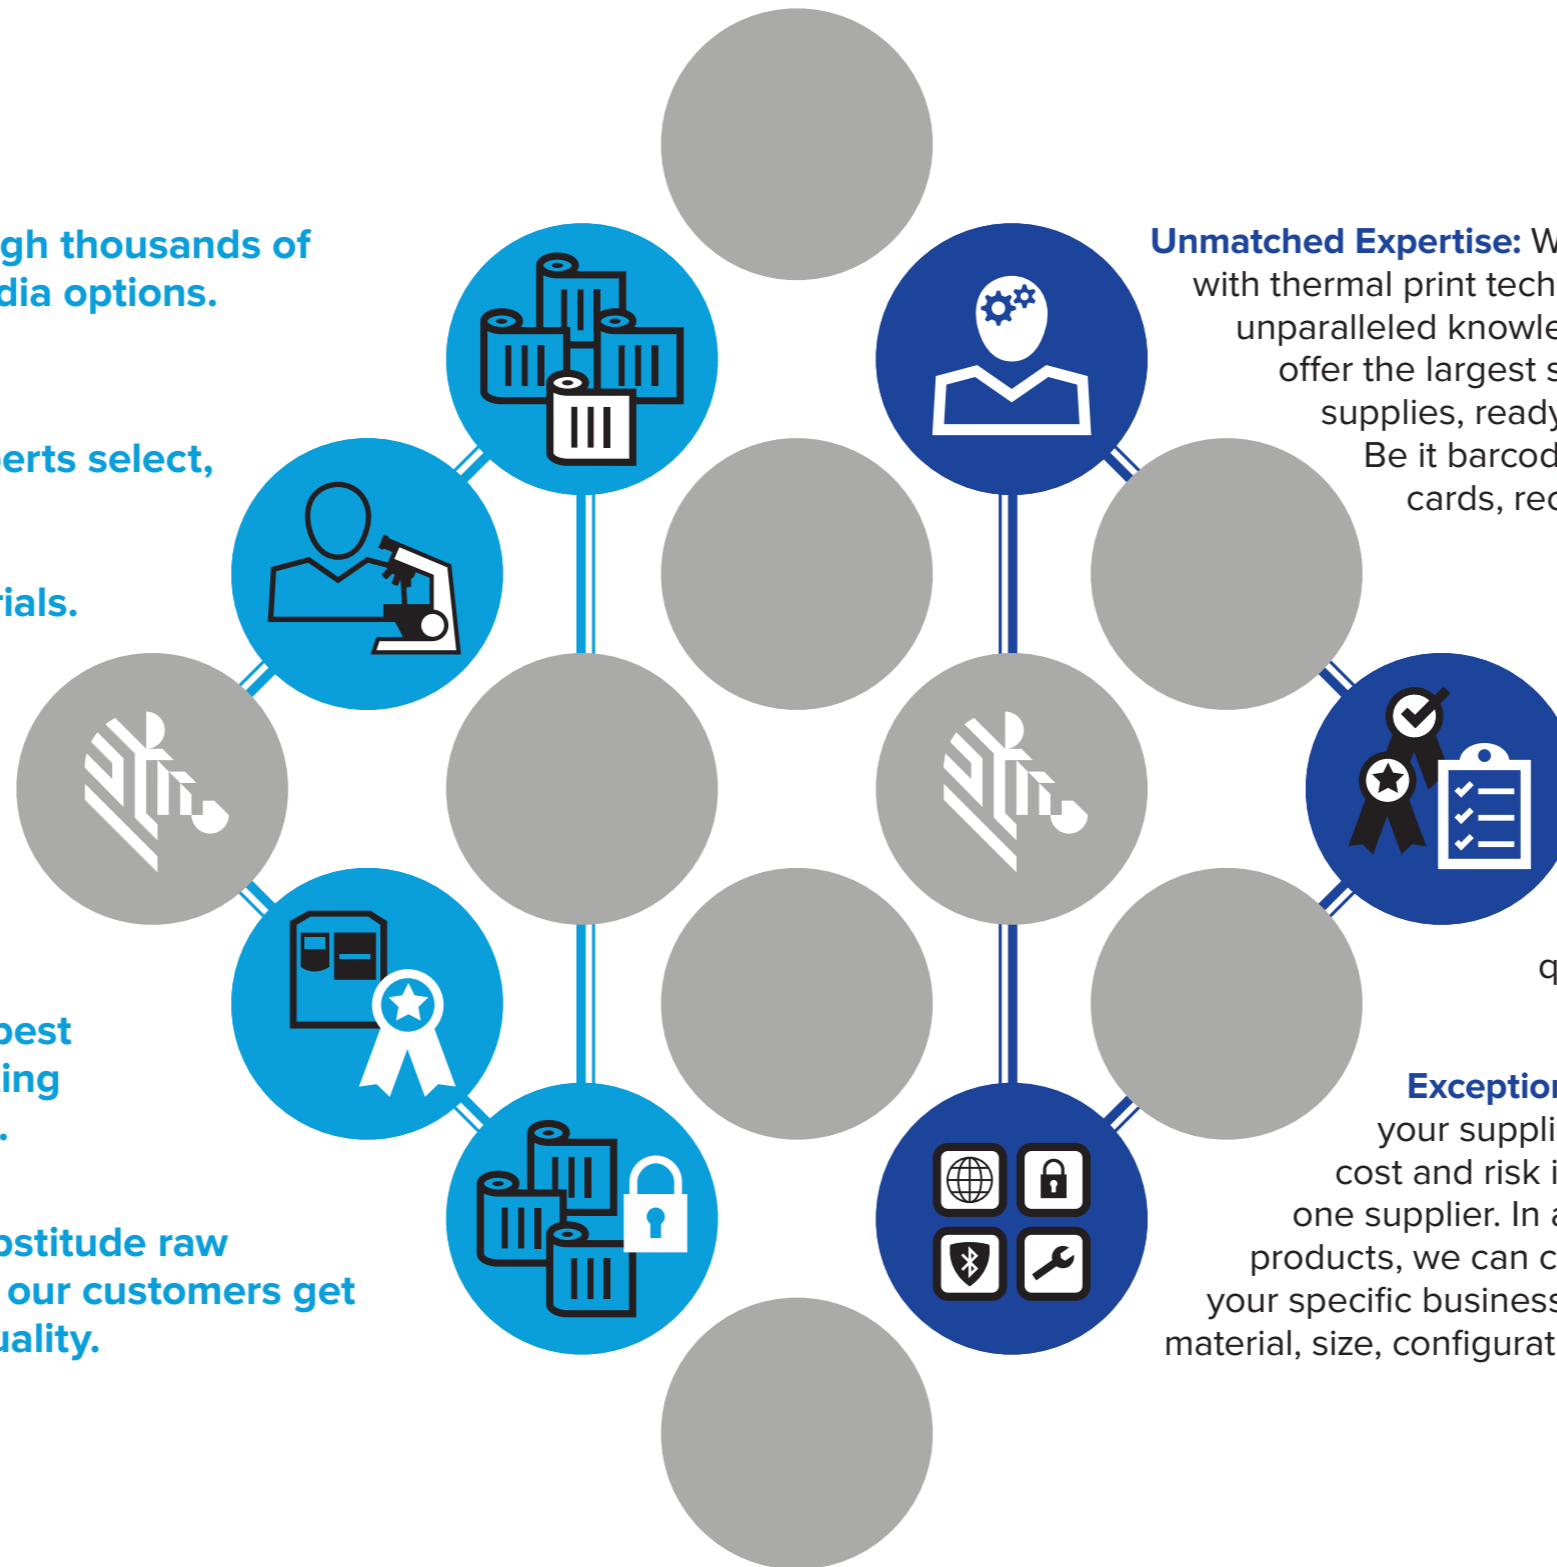 gh thousands of
dia options.
erts select,
rials.
best
ting
.
ostitude raw
our customers get
uality.
Unmatched Expertise: W
with thermal print tech
unparalleled knowle
offer the largest s
supplies, ready
Be it barcod
cards, rec
q
Exception
your suppli
cost and risk i
one supplier. In a
products, we can c
your specific business
material, size, configurat